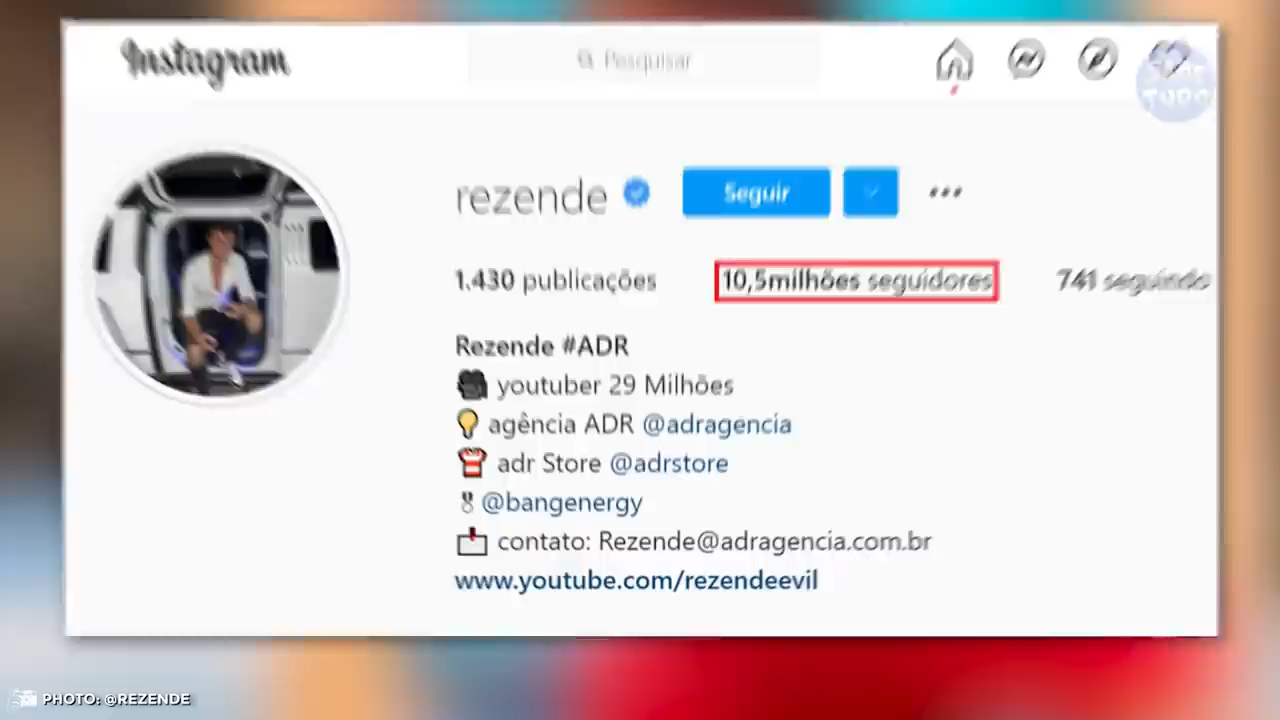 Instagram
Pesquisar
rezende
Seguir
1.430 publicações
10,5milhões seguidores
741 seguindo
Rezende #ADR
youtuber 29 Milhões
agência ADR @adragencia
adr Store @adrstore
@bangenergy
contato: Rezende@adragencia.com.br
www.youtube.com/rezendeevil
PHOTO: @REZENDE